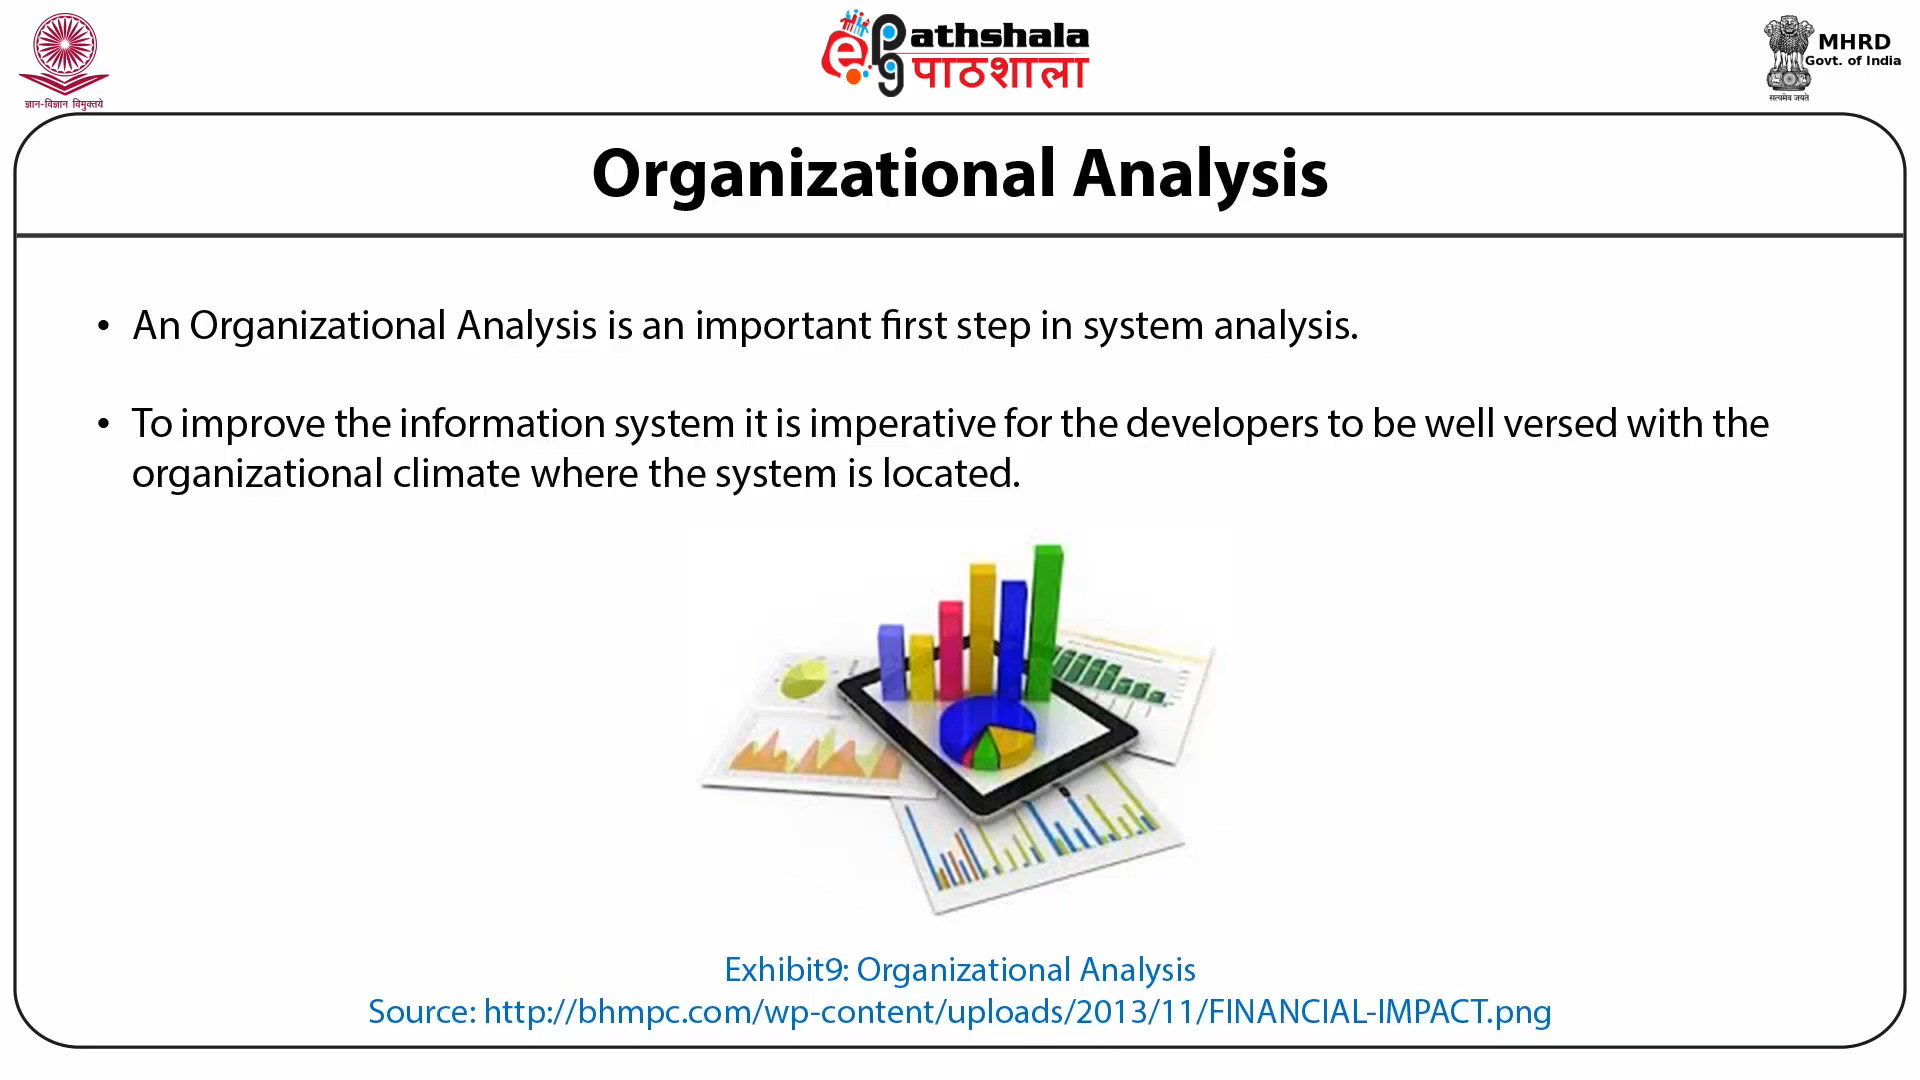 ज्ञान-विज्ञान विमुक्तये
ePathshala
पाठशाला
MHRD
Govt. of India
सत्यमेव जयते
Organizational Analysis
• An Organizational Analysis is an important first step in system analysis.
• To improve the information system it is imperative for the developers to be well versed with the
organizational climate where the system is located.
Exhibit9: Organizational Analysis
Source: http://bhmpc.com/wp-content/uploads/2013/11/FINANCIAL-IMPACT.png